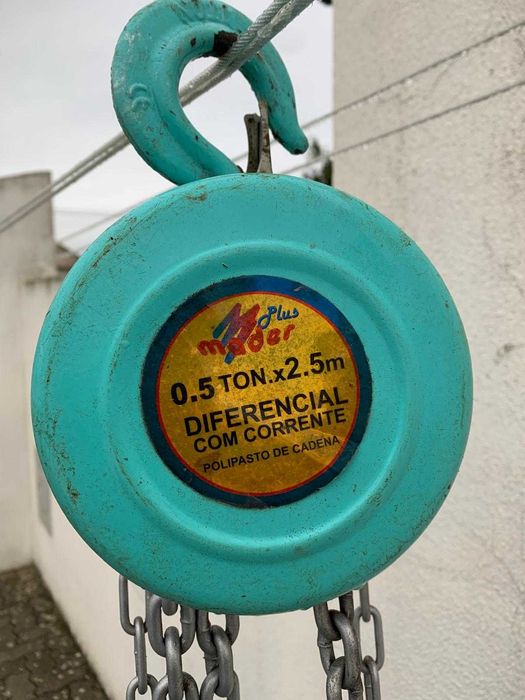 Plus
mader
0.5 TON.x2.5m
DIFERENCIAL
COM CORRENTE
POLIPASTO DE CADENA